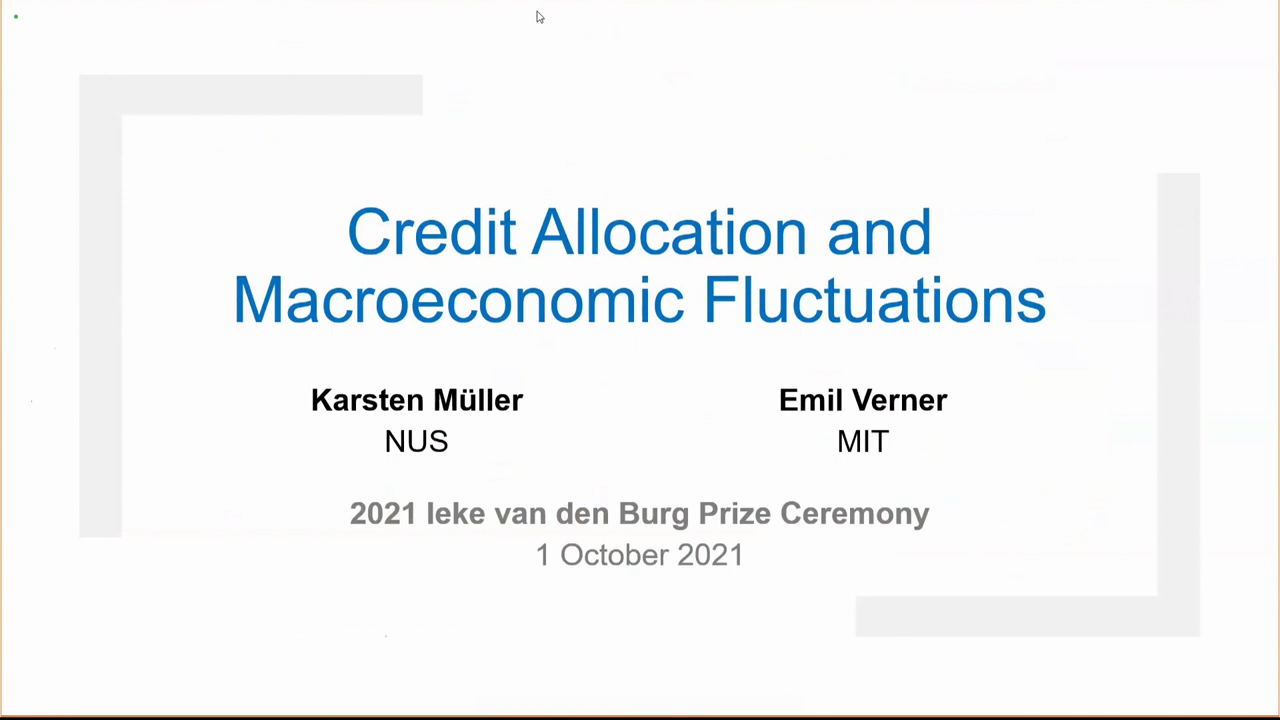 Credit Allocation and
Macroeconomic Fluctuations
Karsten Müller
NUS
Emil Verner
MIT
2021 Ieke van den Burg Prize Ceremony
1 October 2021